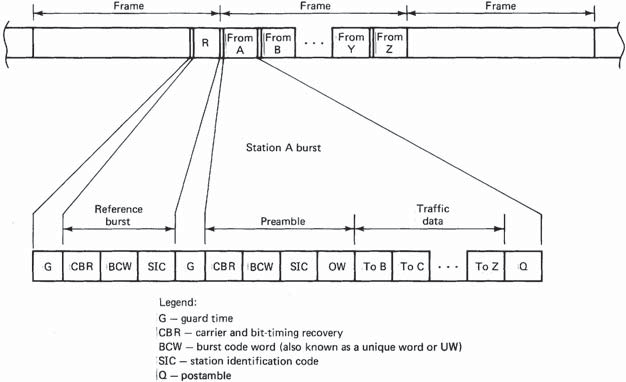 Frame Frame Frame
R From A From B ... From Y From Z
Station A burst
Reference burst Preamble Traffic data
G CBR BCW SIC G CBR BCW SIC OW To B To C ... To Z Q
Legend:
G — guard time
CBR — carrier and bit-timing recovery
BCW — burst code word (also known as a unique word or UW)
SIC — station identification code
Q — postamble